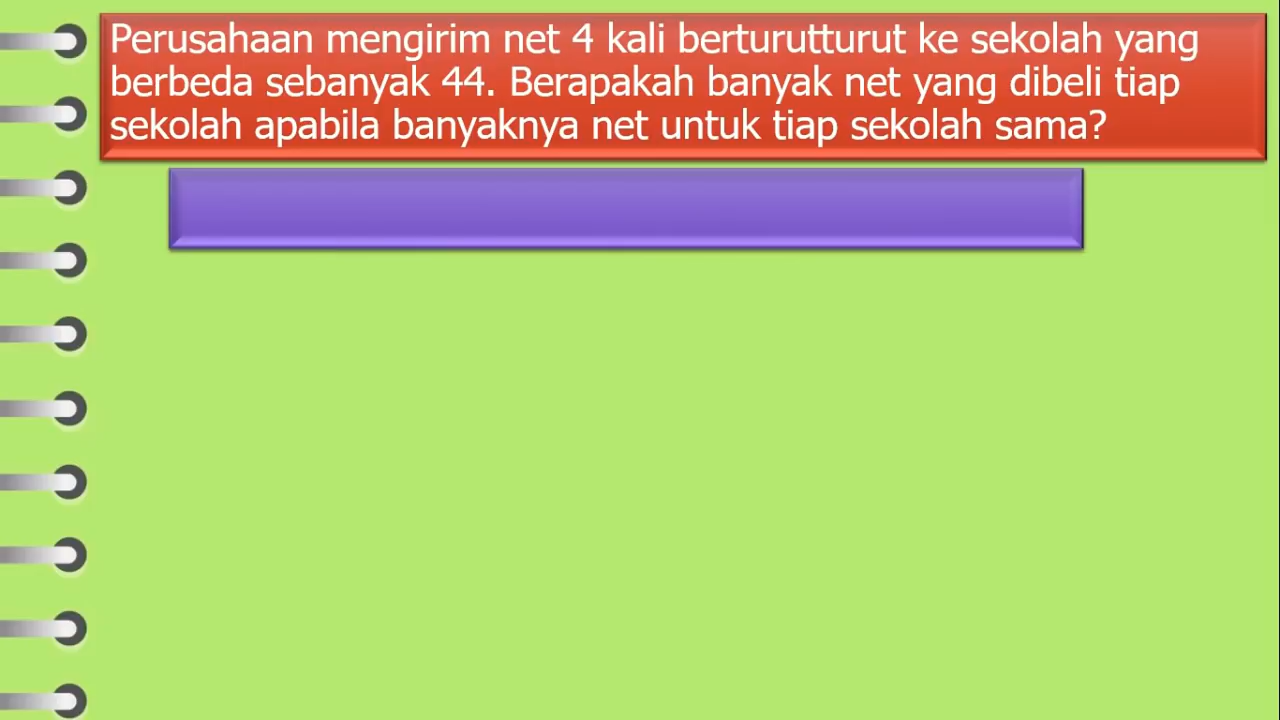 Perusahaan mengirim net 4 kali berturutturut ke sekolah yang
berbeda sebanyak 44. Berapakah banyak net yang dibeli tiap
sekolah apabila banyaknya net untuk tiap sekolah sama?